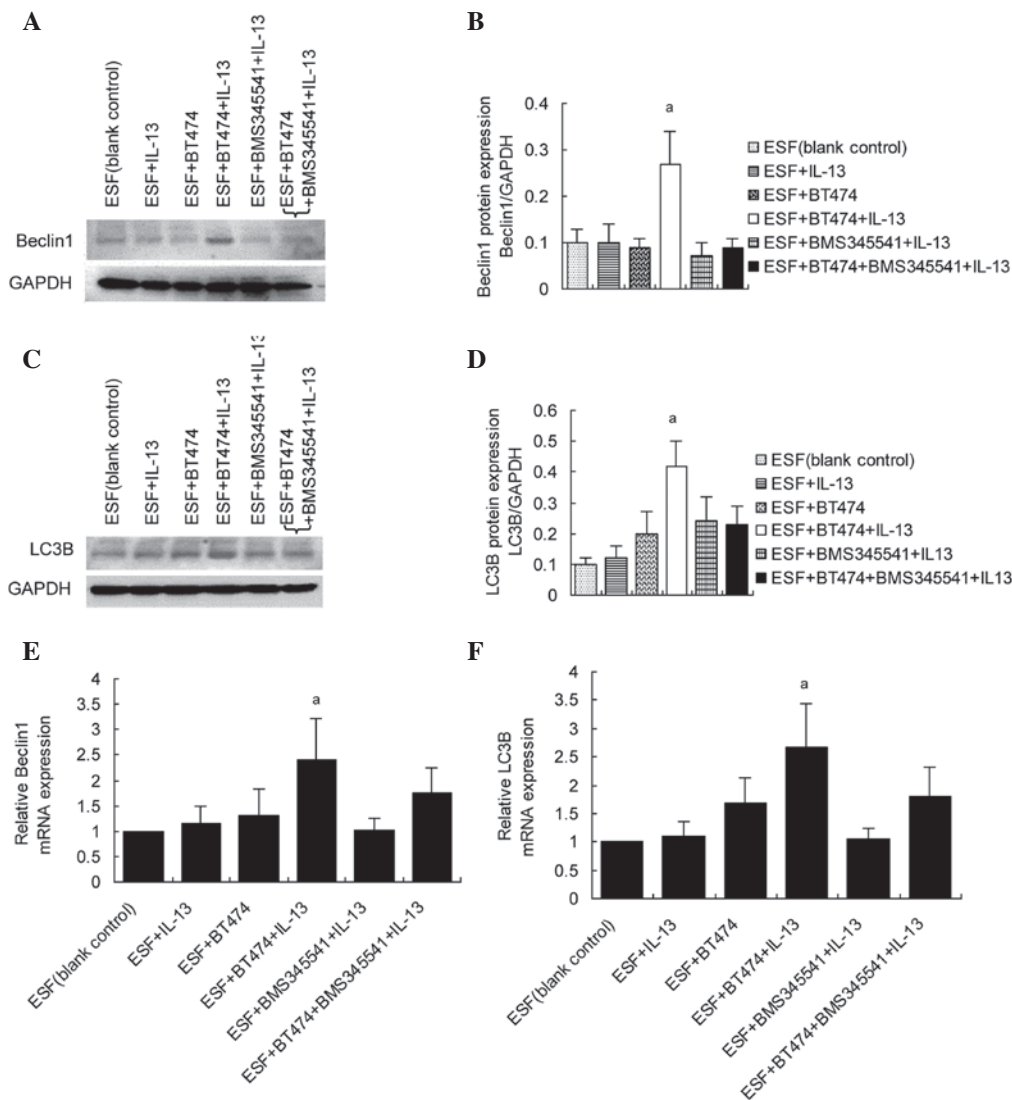 A
ESF(blank control)
ESF+IL-13
ESF+BT474
ESF+BT474+IL-13
ESF+BMS345541+IL-13
ESF+BT474
+BMS345541+IL-13
Beclin1
GAPDH
B
Beclin1 protein expression
Beclin1/GAPDH
0.4
0.3
0.2
0.1
0
a
ESF(blank control)
ESF+IL-13
ESF+BT474
ESF+BT474+IL-13
ESF+BMS345541+IL-13
ESF+BT474+BMS345541+IL-13
C
ESF(blank control)
ESF+IL-13
ESF+BT474
ESF+BT474+IL-13
ESF+BMS345541+IL-13
ESF+BT474
+BMS345541+IL-13
LC3B
GAPDH
D
LC3B protein expression
LC3B/GAPDH
0.6
0.5
0.4
0.3
0.2
0.1
0
a
ESF(blank control)
ESF+IL-13
ESF+BT474
ESF+BT474+IL-13
ESF+BMS345541+IL13
ESF+BT474+BMS345541+IL13
E
Relative Beclin1
mRNA expression
4
3.5
3
2.5
2
1.5
1
0.5
0
a
ESF(blank control)
ESF+IL-13
ESF+BT474
ESF+BT474+IL-13
ESF+BMS345541+IL-13
ESF+BT474+BMS345541+IL-13
F
Relative LC3B
mRNA expression
4
3.5
3
2.5
2
1.5
1
0.5
0
a
ESF(blank control)
ESF+IL-13
ESF+BT474
ESF+BT474+IL-13
ESF+BMS345541+IL-13
ESF+BT474+BMS345541+IL-13